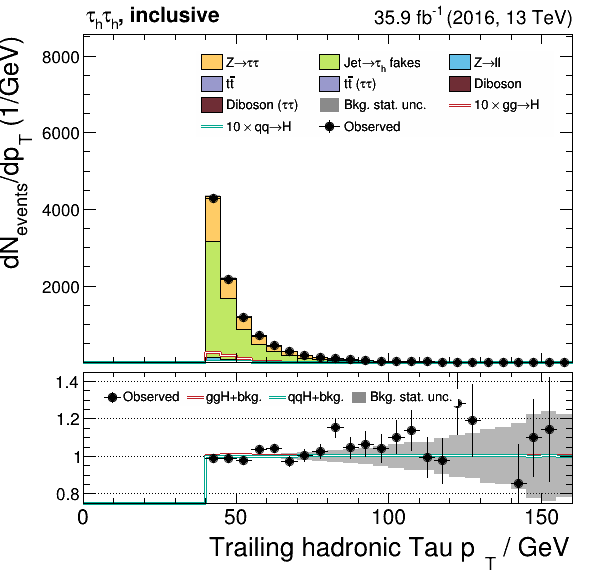 τhτh, inclusive
35.9 fb-1 (2016, 13 TeV)
dNevents/dpT (1/GeV)
8000
6000
4000
2000
Z→ττ
Jet→τh fakes
Z→ll
tt̄
tt̄ (ττ)
Diboson
Diboson (ττ)
Bkg. stat. unc.
10 × gg→H
10 × qq→H
Observed
1.4
1.2
1.0
0.8
Observed
ggH+bkg.
qqH+bkg.
Bkg. stat. unc.
0
50
100
150
Trailing hadronic Tau p T / GeV